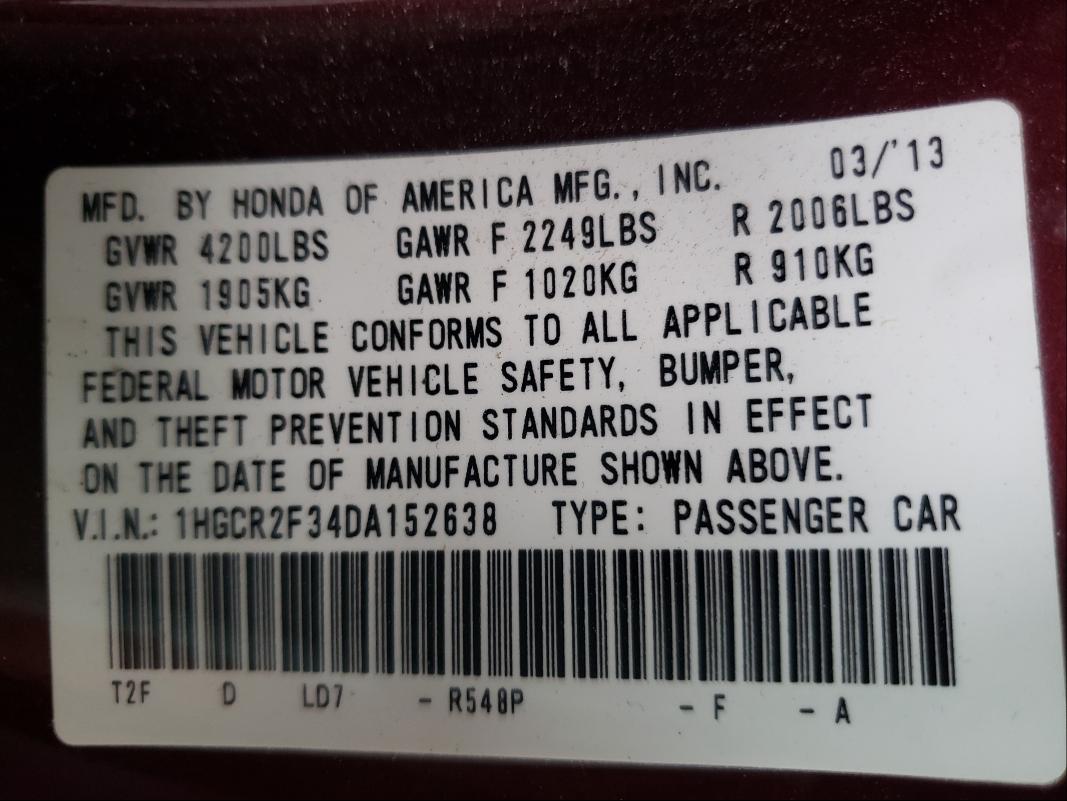 MFD. BY HONDA OF AMERICA MFG., INC. 03/'13
GVWR 4200LBS GAWR F 2249LBS R 2006LBS
GVWR 1905KG GAWR F 1020KG R 910KG
THIS VEHICLE CONFORMS TO ALL APPLICABLE
FEDERAL MOTOR VEHICLE SAFETY, BUMPER,
AND THEFT PREVENTION STANDARDS IN EFFECT
ON THE DATE OF MANUFACTURE SHOWN ABOVE.
V.I.N.: 1HGCR2F34DA152638 TYPE: PASSENGER CAR
T2F D LD7 - R548P - F - A